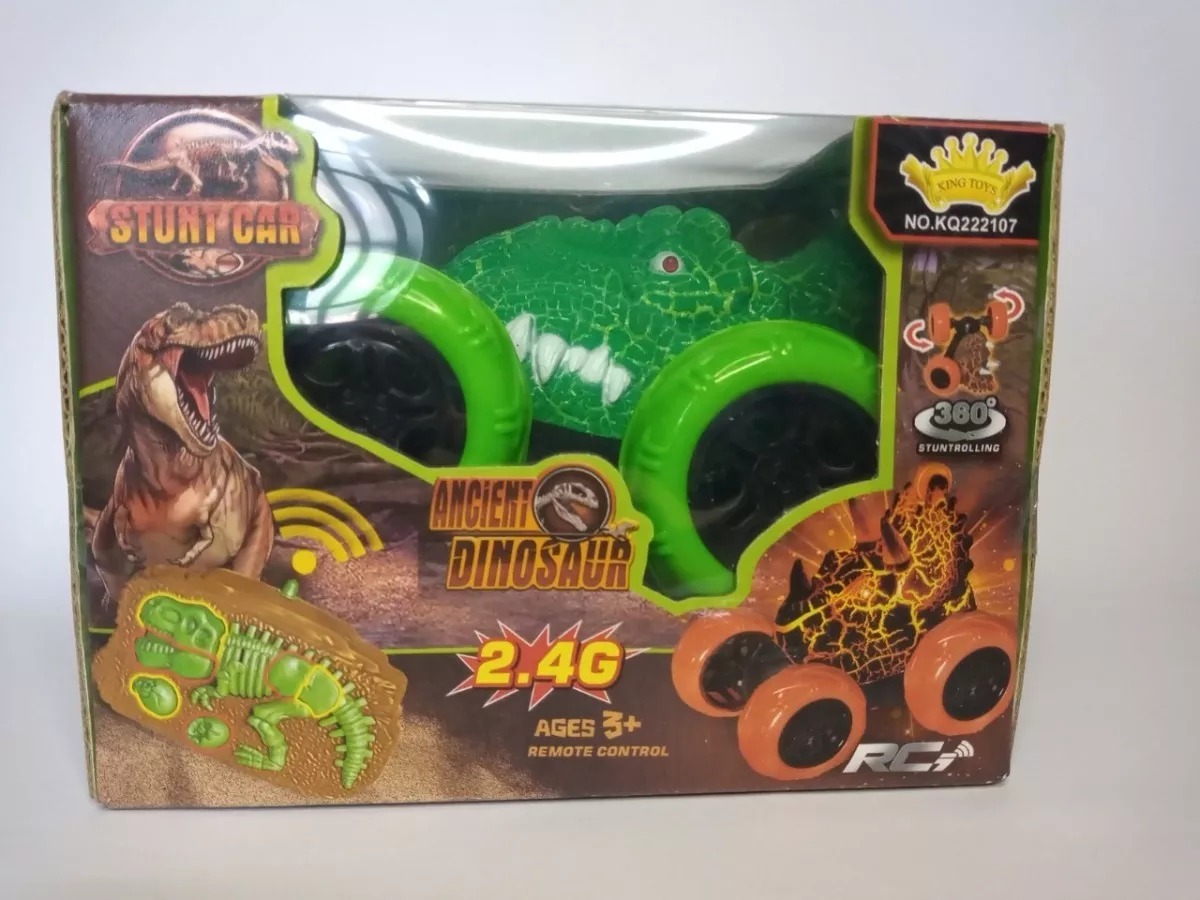 STUNT CAR
XING TOYS
NO.KQ222107
360°
STUNTROLLING
ANCIENT
DINOSAUR
2.4G
AGES 3+
REMOTE CONTROL
RC